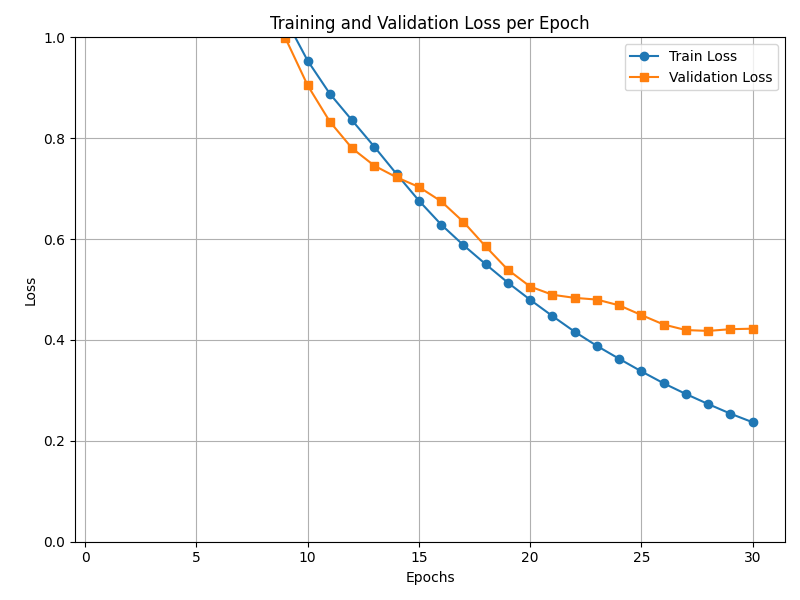 Training and Validation Loss per Epoch
Train Loss
Validation Loss
Loss
1.0
0.8
0.6
0.4
0.2
0.0
0 5 10 15 20 25 30
Epochs